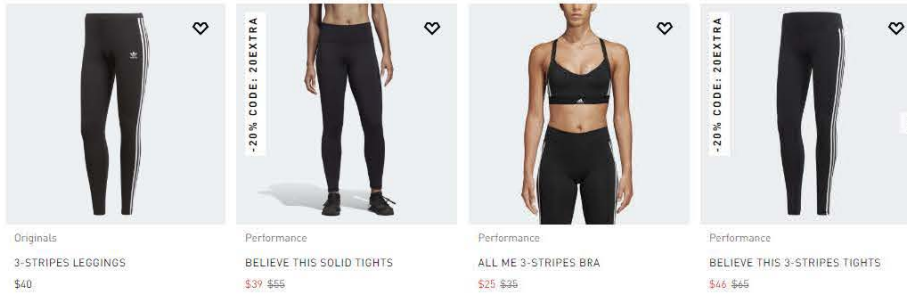 -20% CODE: 20EXTRA
-20% CODE: 20EXTRA
Originals
3-STRIPES LEGGINGS
$40
Performance
BELIEVE THIS SOLID TIGHTS
$39 $55
Performance
ALL ME 3-STRIPES BRA
$25 $35
Performance
BELIEVE THIS 3-STRIPES TIGHTS
$46 $65